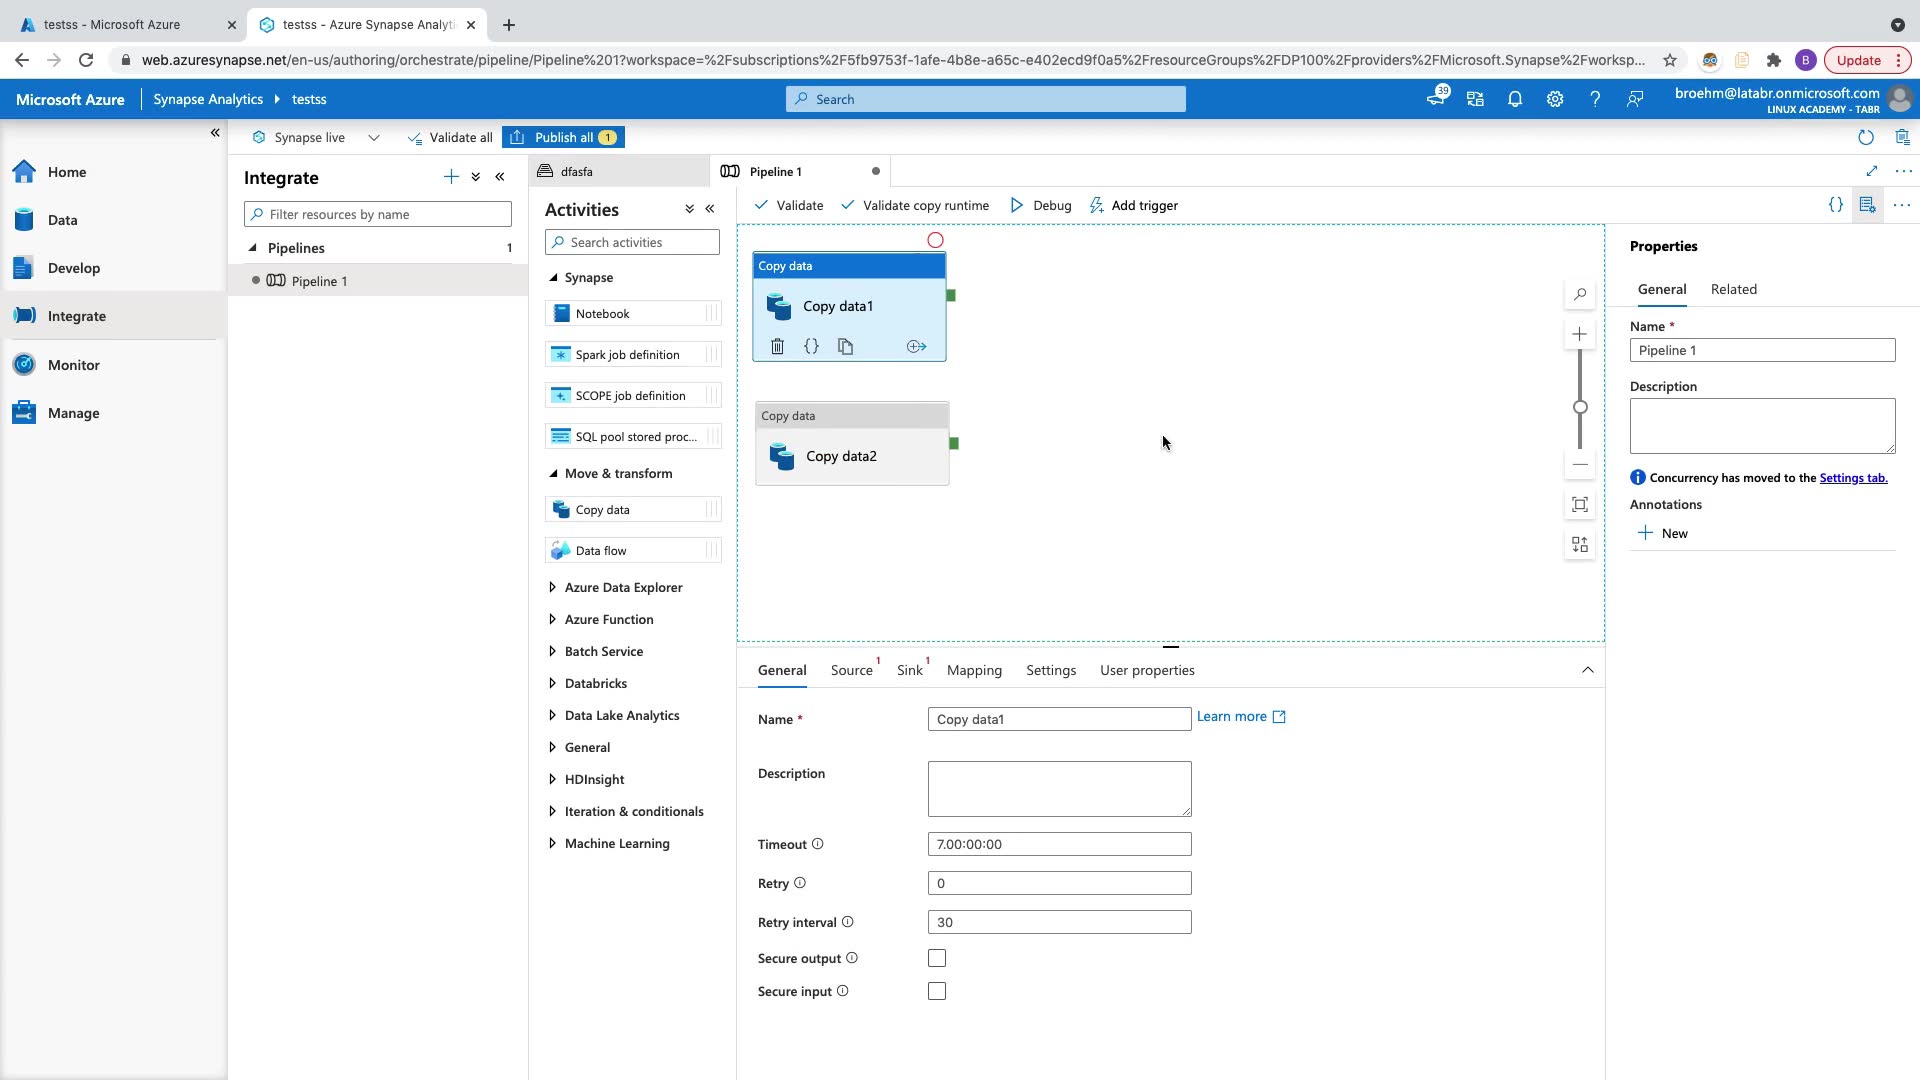 testss - Microsoft Azure
testss - Azure Synapse Analyti
web.azuresynapse.net/en-us/authoring/orchestrate/pipeline/Pipeline%201?workspace=%2Fsubscriptions%2F5fb9753f-1afe-4b8e-a65c-e402ecd9f0a5%2FresourceGroups%2FDP100%2Fproviders%2FMicrosoft.Synapse%2Fworksp...
B
Update
Microsoft Azure
Synapse Analytics
testss
Search
39
broehm@latabr.onmicrosoft.com
LINUX ACADEMY - TABR
Synapse live
Validate all
Publish all
1
Home
Data
Develop
Integrate
Monitor
Manage
Integrate
Filter resources by name
Pipelines
1
Pipeline 1
dfasfa
Pipeline 1
Activities
Search activities
Synapse
Notebook
Spark job definition
SCOPE job definition
SQL pool stored proc...
Move & transform
Copy data
Data flow
Azure Data Explorer
Azure Function
Batch Service
Databricks
Data Lake Analytics
General
HDInsight
Iteration & conditionals
Machine Learning
Validate
Validate copy runtime
Debug
Add trigger
Copy data
Copy data1
Copy data
Copy data2
General
Source 1
Sink 1
Mapping
Settings
User properties
Name *
Copy data1
Learn more
Description
Timeout
7.00:00:00
Retry
0
Retry interval
30
Secure output
Secure input
Properties
General
Related
Name *
Pipeline 1
Description
Concurrency has moved to the Settings tab.
Annotations
New